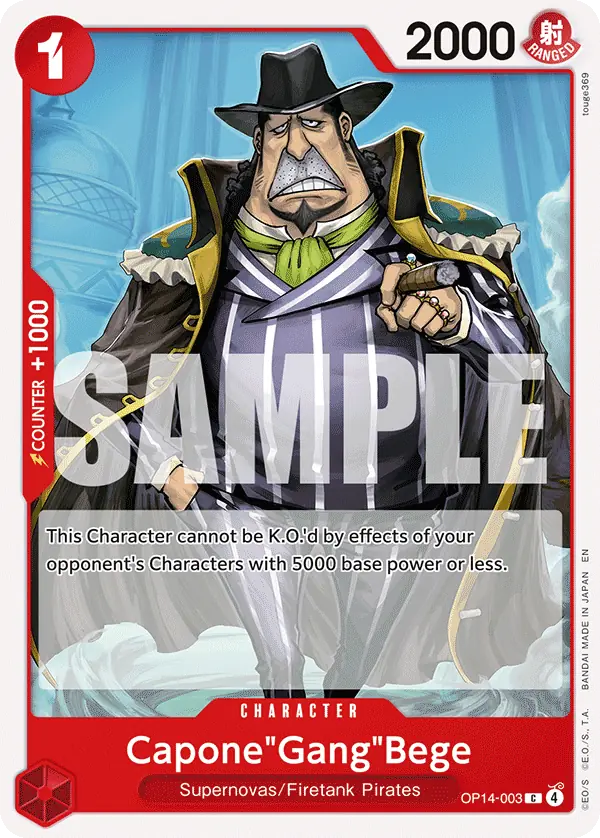 1
2000
射
RANGED
touge369
COUNTER +1000
SAMPLE
This Character cannot be K.O.'d by effects of your
opponent's Characters with 5000 base power or less.
CHARACTER
Capone"Gang"Bege
Supernovas/Firetank Pirates
OP14-003 C 4
©E.O/S ©E.O./S., T.A. BANDAI MADE IN JAPAN EN